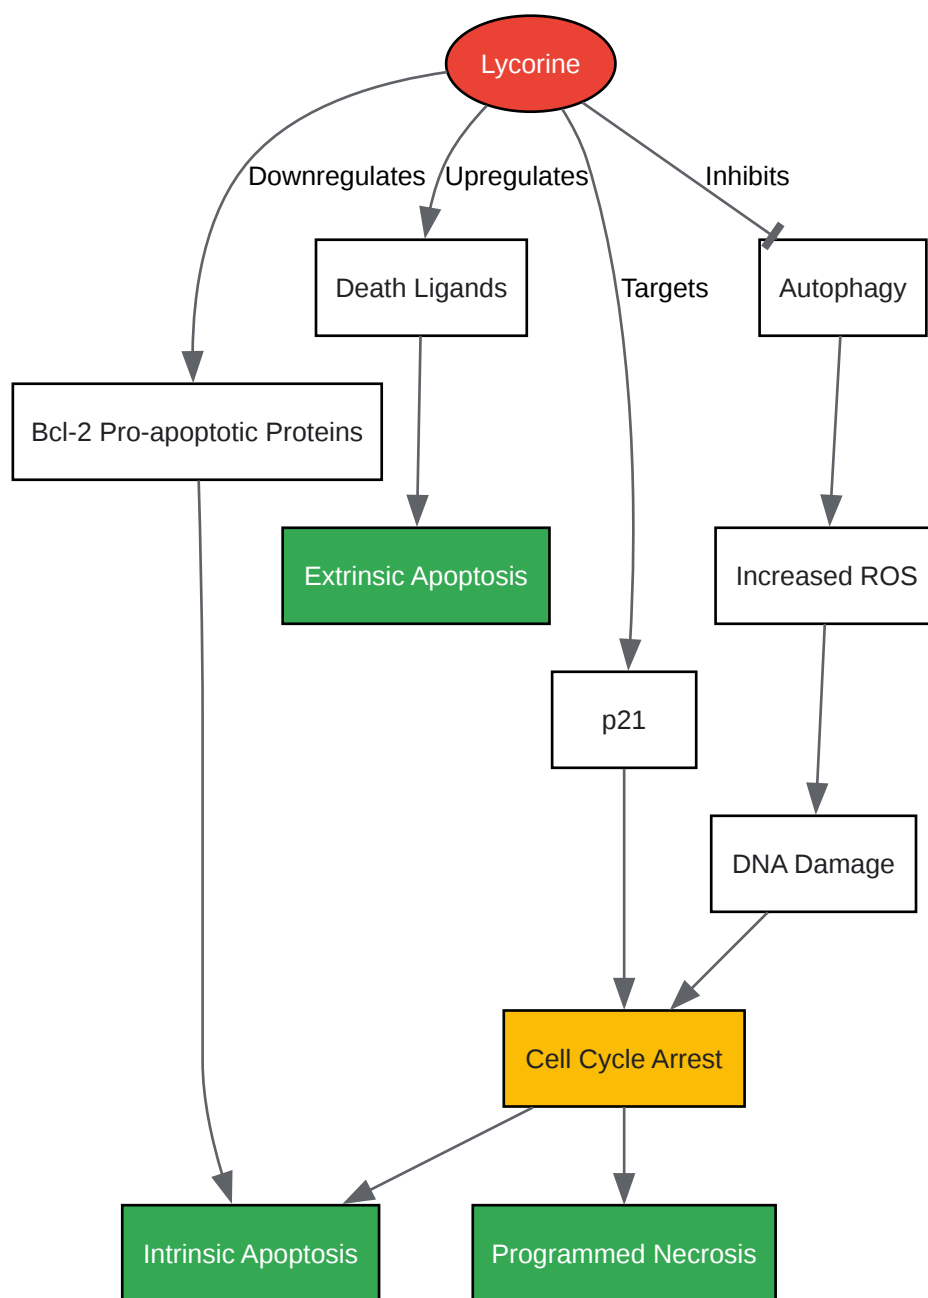 Lycorine
Downregulates
Upregulates
Inhibits
Death Ligands
Targets
Autophagy
Bcl-2 Pro-apoptotic Proteins
Extrinsic Apoptosis
Increased ROS
p21
DNA Damage
Cell Cycle Arrest
Intrinsic Apoptosis
Programmed Necrosis